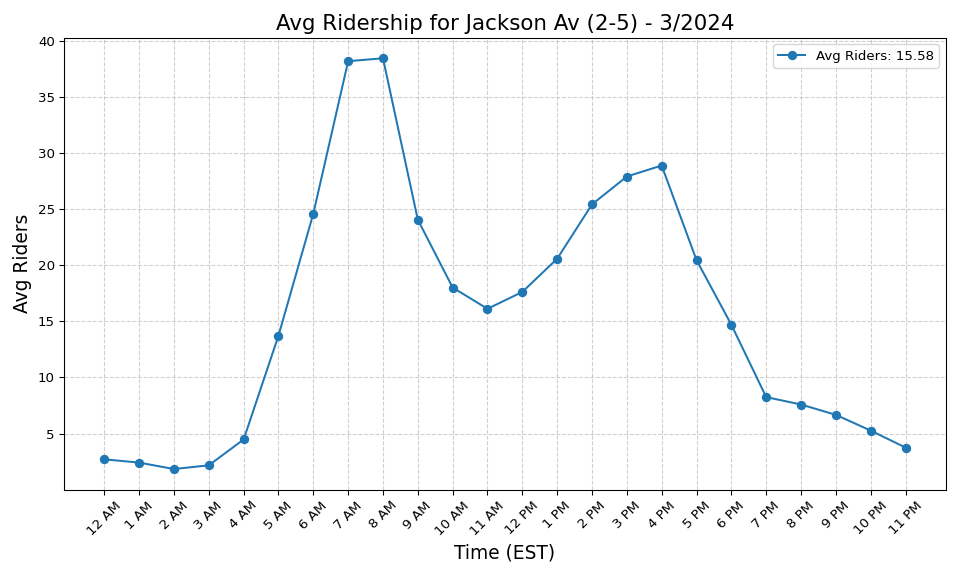 Avg Ridership for Jackson Av (2-5) - 3/2024
Avg Riders: 15.58
Avg Riders
40
35
30
25
20
15
10
5
12 AM
1 AM
2 AM
3 AM
4 AM
5 AM
6 AM
7 AM
8 AM
9 AM
10 AM
11 AM
12 PM
1 PM
2 PM
3 PM
4 PM
5 PM
6 PM
7 PM
8 PM
9 PM
10 PM
11 PM
Time (EST)